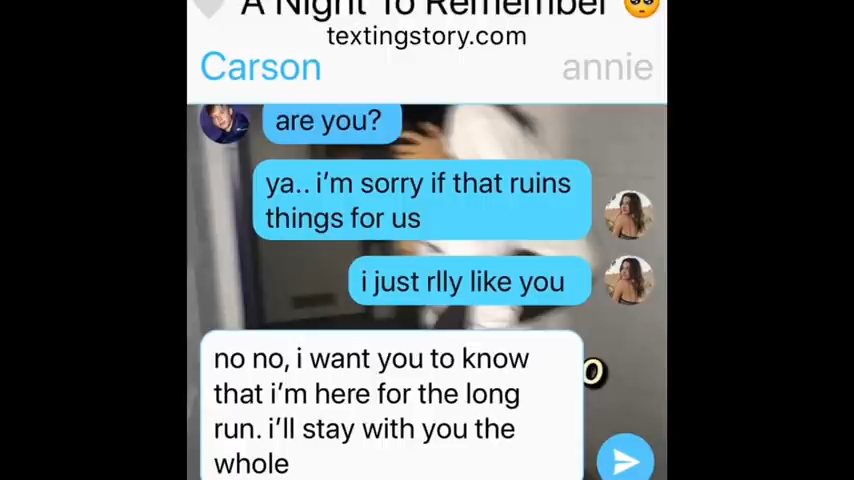 A Night To Remember 🥺
textingstory.com
Carson
annie
are you?
ya.. i’m sorry if that ruins
things for us
i just rlly like you
no no, i want you to know
that i’m here for the long
run. i’ll stay with you the
whole